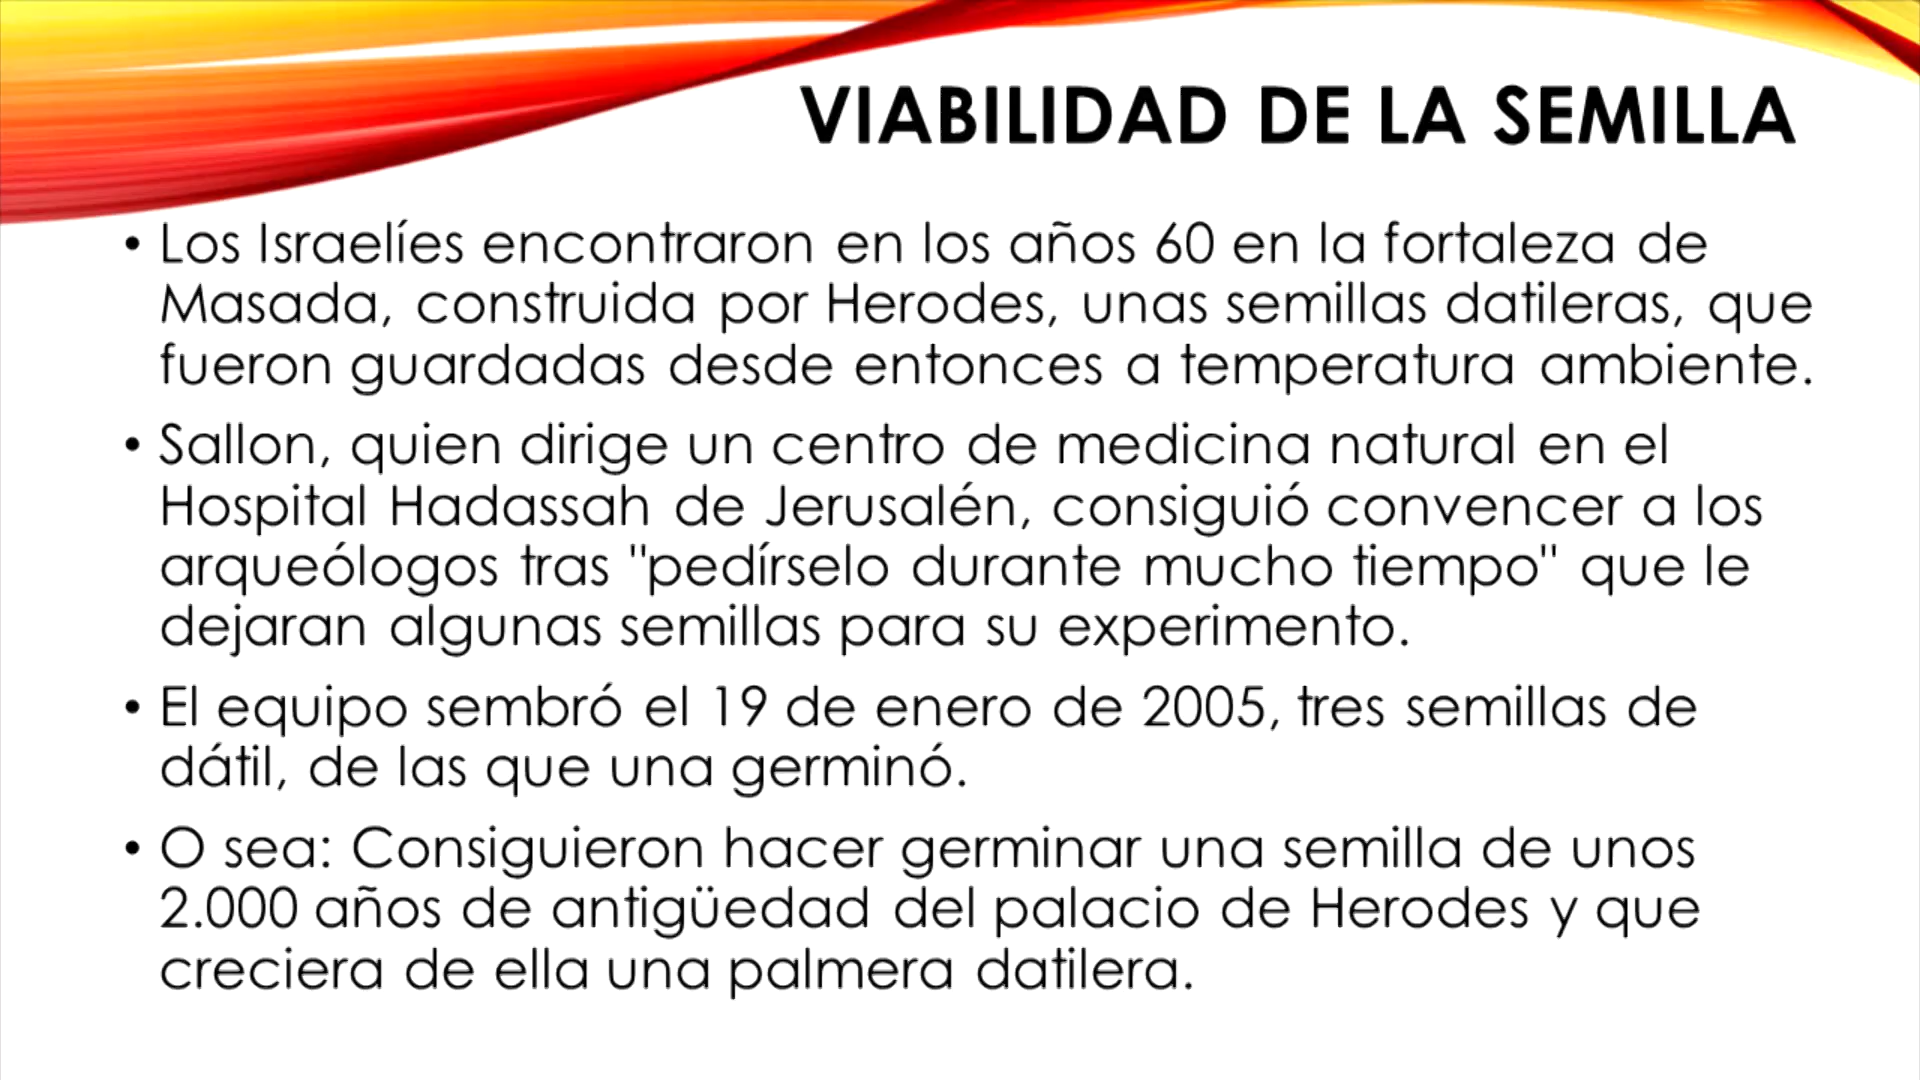 VIABILIDAD DE LA SEMILLA
• Los Israelíes encontraron en los años 60 en la fortaleza de
Masada, construida por Herodes, unas semillas datileras, que
fueron guardadas desde entonces a temperatura ambiente.
• Sallon, quien dirige un centro de medicina natural en el
Hospital Hadassah de Jerusalén, consiguió convencer a los
arqueólogos tras "pedírselo durante mucho tiempo" que le
dejaran algunas semillas para su experimento.
• El equipo sembró el 19 de enero de 2005, tres semillas de
dátil, de las que una germinó.
• O sea: Consiguieron hacer germinar una semilla de unos
2.000 años de antigüedad del palacio de Herodes y que
creciera de ella una palmera datilera.